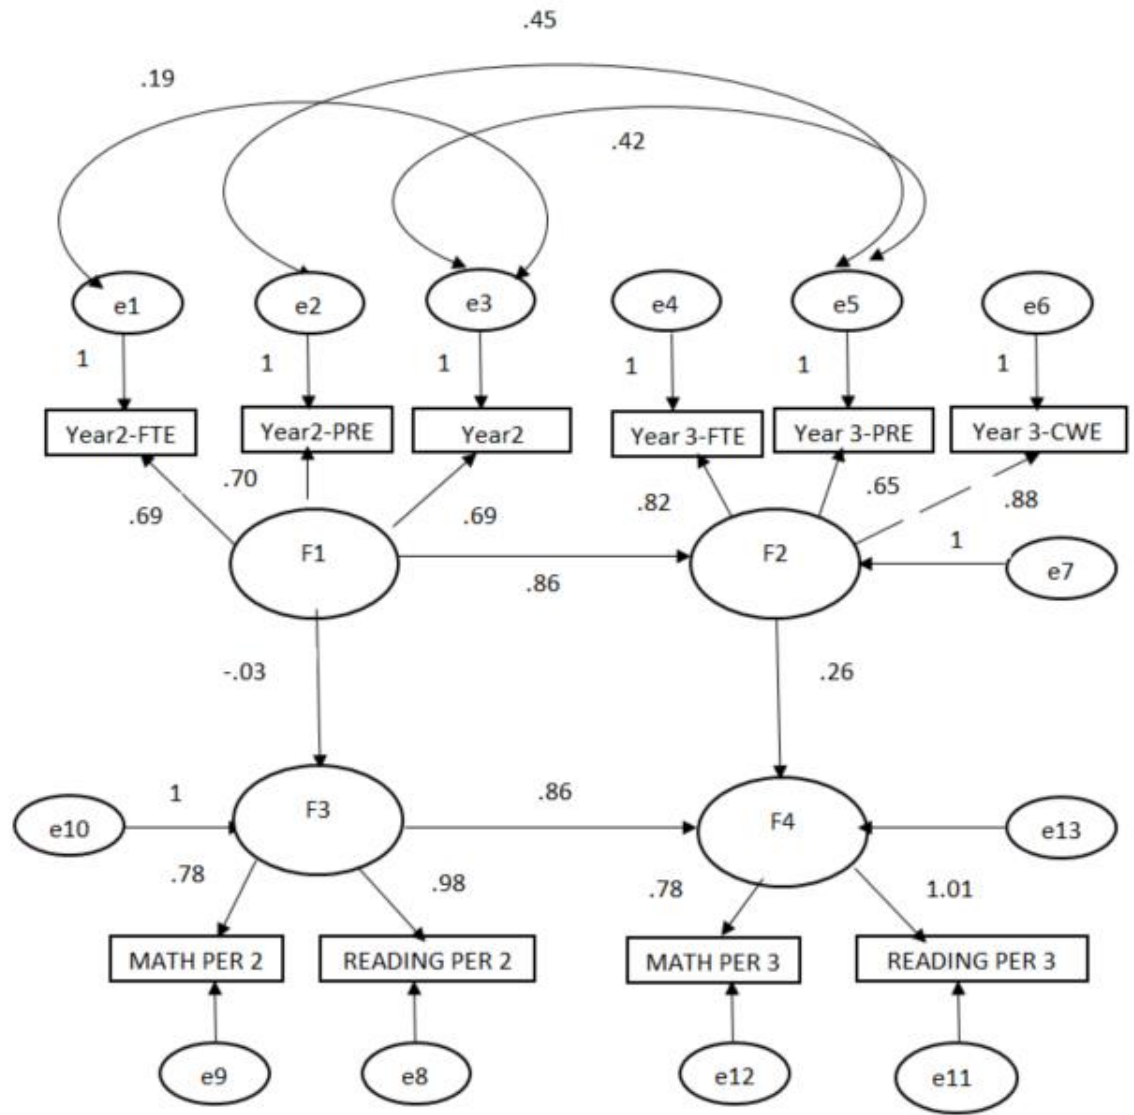 .45
.19
.42
e1
e2
e3
e4
e5
e6
1
1
1
1
1
1
Year2-FTE
Year2-PRE
Year2
Year 3-FTE
Year 3-PRE
Year 3-CWE
.70
.69
.69
.82
.65
.88
F1
F2
1
e7
.86
-.03
.26
1
F3
.86
F4
e10
e13
.78
.98
.78
1.01
MATH PER 2
READING PER 2
MATH PER 3
READING PER 3
e9
e8
e12
e11